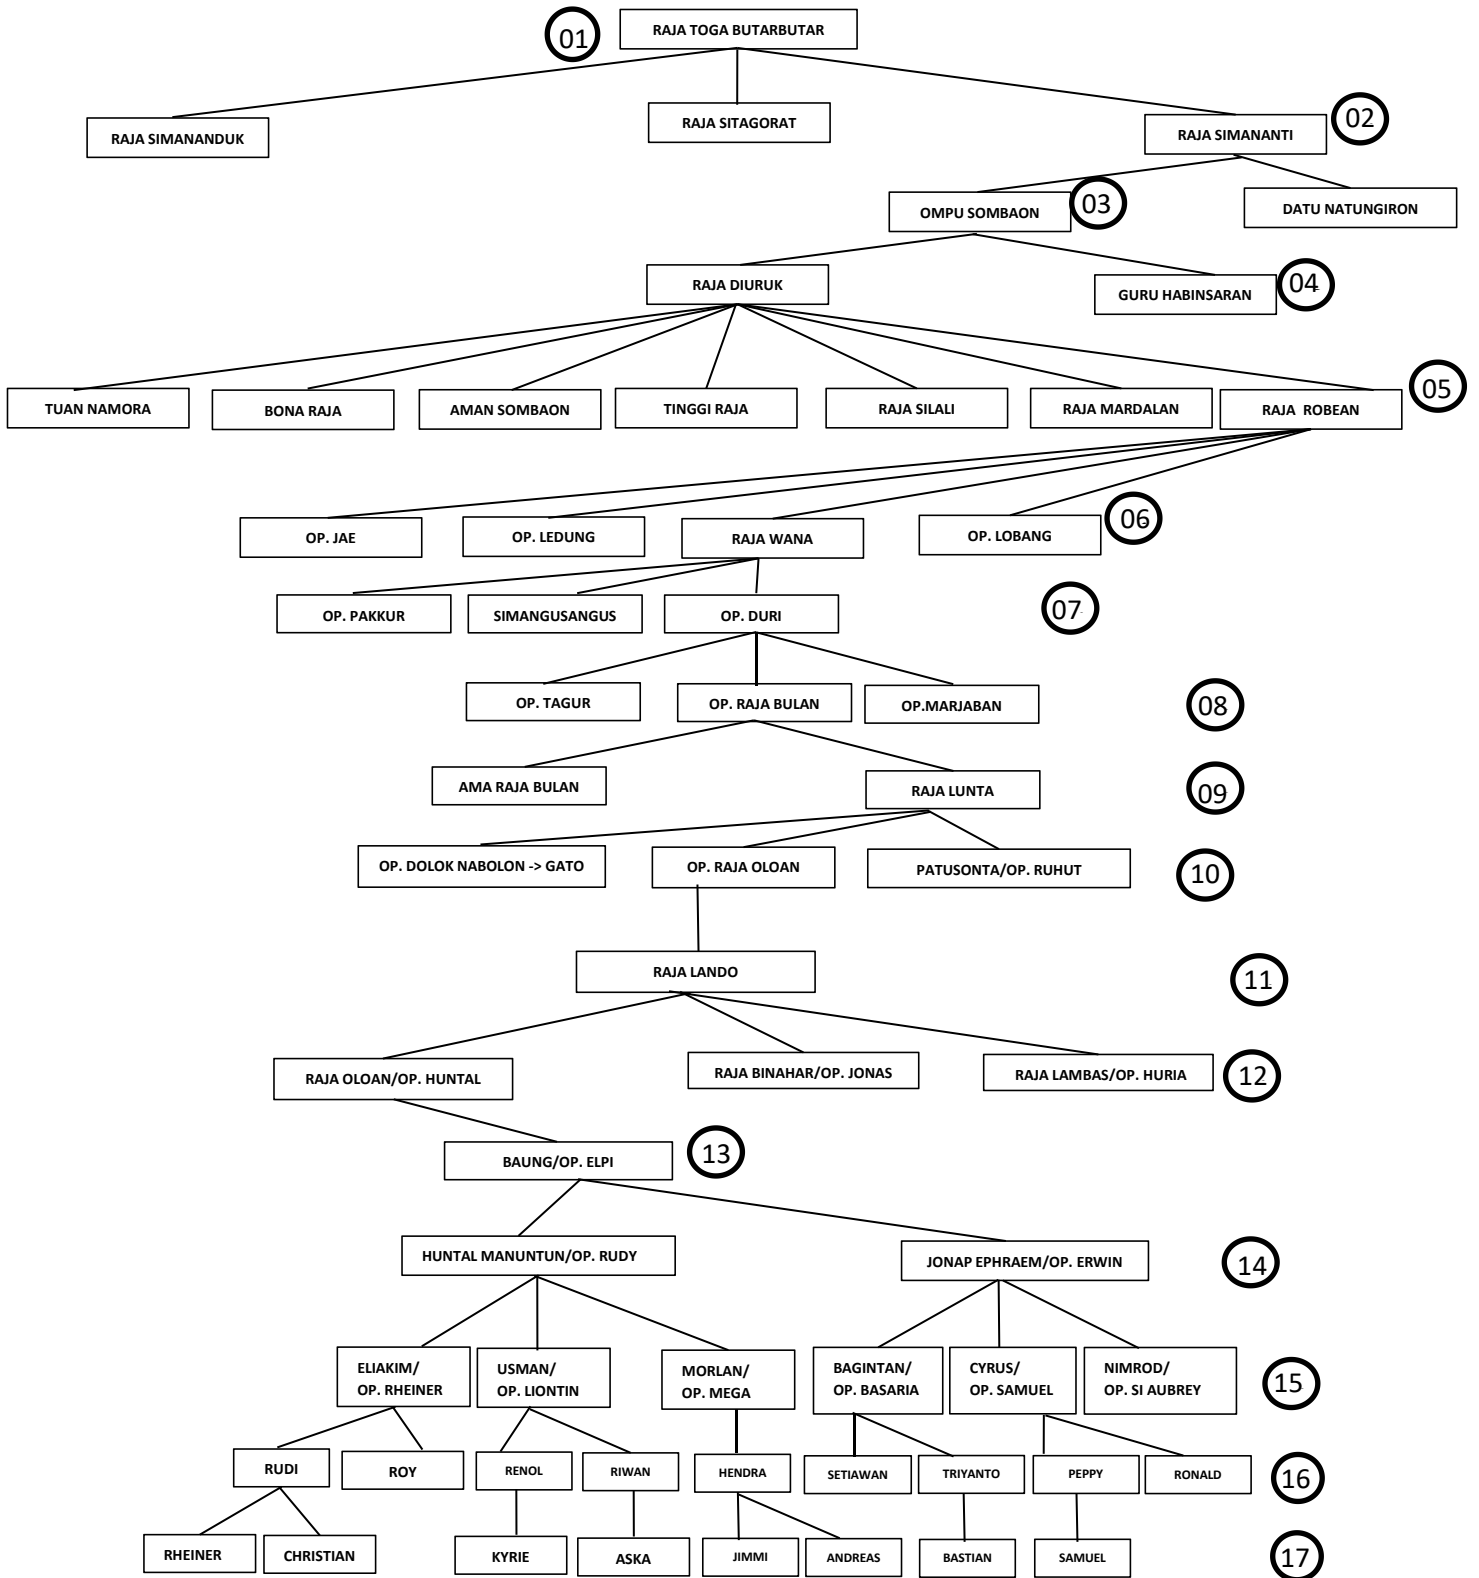 01
RAJA TOGA BUTARBUTAR
RAJA SIMANANDUK
RAJA SITAGORAT
RAJA SIMANANTI
02
OMPU SOMBAON
03
DATU NATUNGIRON
RAJA DIURUK
GURU HABINSARAN
04
TUAN NAMORA
BONA RAJA
AMAN SOMBAON
TINGGI RAJA
RAJA SILALI
RAJA MARDALAN
RAJA ROBEAN
05
OP. JAE
OP. LEDUNG
RAJA WANA
OP. LOBANG
06
OP. PAKKUR
SIMANGUSANGUS
OP. DURI
07
OP. TAGUR
OP. RAJA BULAN
OP.MARJABAN
08
AMA RAJA BULAN
RAJA LUNTA
09
OP. DOLOK NABOLON -> GATO
OP. RAJA OLOAN
PATUSONTA/OP. RUHUT
10
RAJA LANDO
11
RAJA OLOAN/OP. HUNTAL
RAJA BINAHAR/OP. JONAS
RAJA LAMBAS/OP. HURIA
12
BAUNG/OP. ELPI
13
HUNTAL MANUNTUN/OP. RUDY
JONAP EPHRAEM/OP. ERWIN
14
ELIAKIM/
OP. RHEINER
USMAN/
OP. LIONTIN
MORLAN/
OP. MEGA
BAGINTAN/
OP. BASARIA
CYRUS/
OP. SAMUEL
NIMROD/
OP. SI AUBREY
15
RUDI
ROY
RENOL
RIWAN
HENDRA
SETIAWAN
TRIYANTO
PEPPY
RONALD
16
RHEINER
CHRISTIAN
KYRIE
ASKA
JIMMI
ANDREAS
BASTIAN
SAMUEL
17